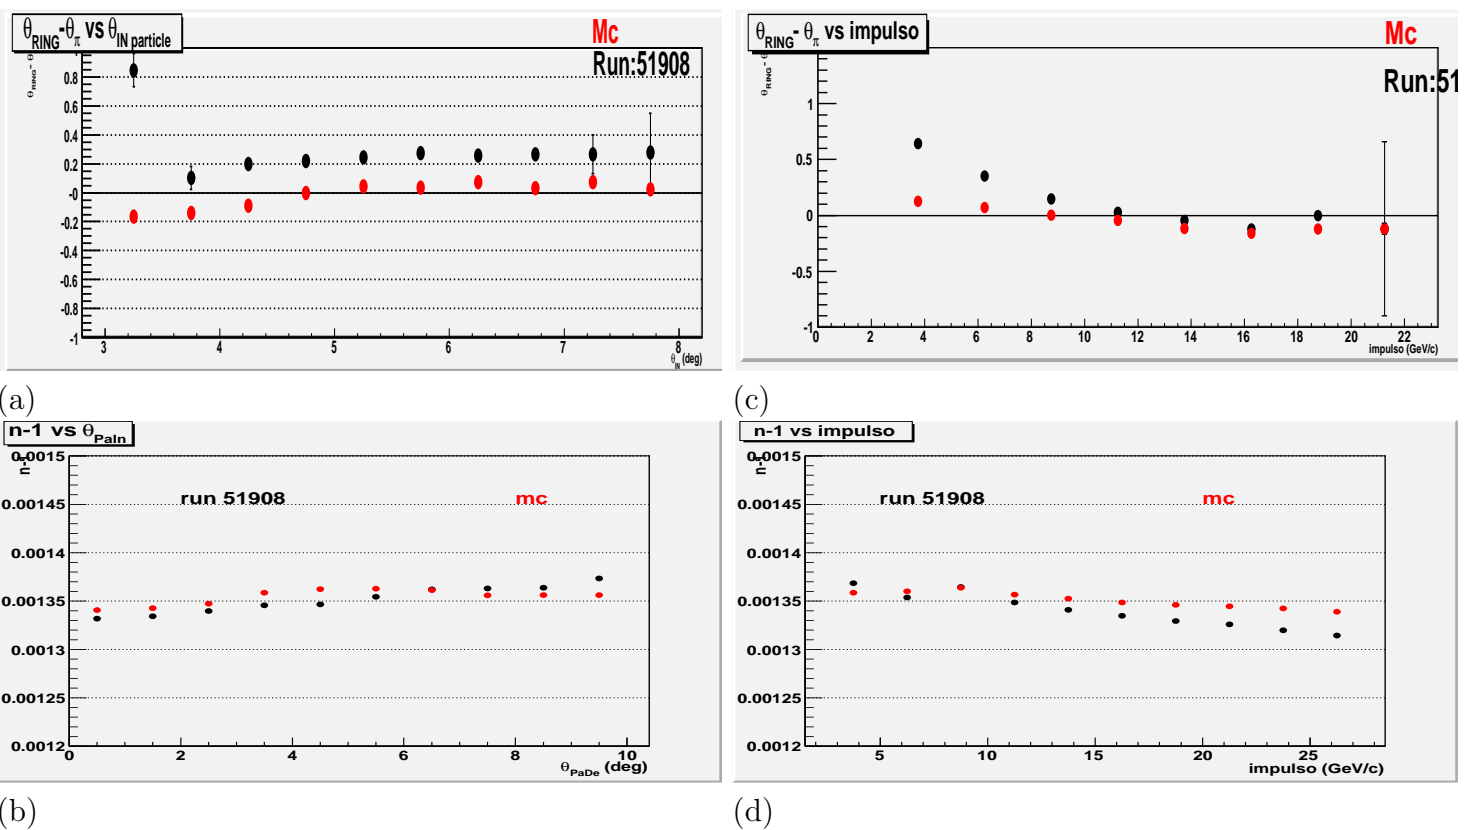 θRING-θπ vs θIN particle
Mc
Run:51908
θRING - θ
0.8
0.6
0.4
0.2
-0
-0.2
-0.4
-0.6
-0.8
-1
3 4 5 6 7 8
θIN (deg)
(a)
θRING- θπ vs impulso
Mc
Run:51
θRING- θ
1
0.5
0
-0.5
-1
0 2 4 6 8 10 12 14 16 18 20 22
impulso (GeV/c)
(c)
n-1 vs θPaIn
n-1
run 51908 mc
0.0015
0.00145
0.0014
0.00135
0.0013
0.00125
0.0012
0 2 4 6 8 10
θPaDe (deg)
(b)
n-1 vs impulso
n-1
run 51908 mc
0.0015
0.00145
0.0014
0.00135
0.0013
0.00125
0.0012
5 10 15 20 25
impulso (GeV/c)
(d)